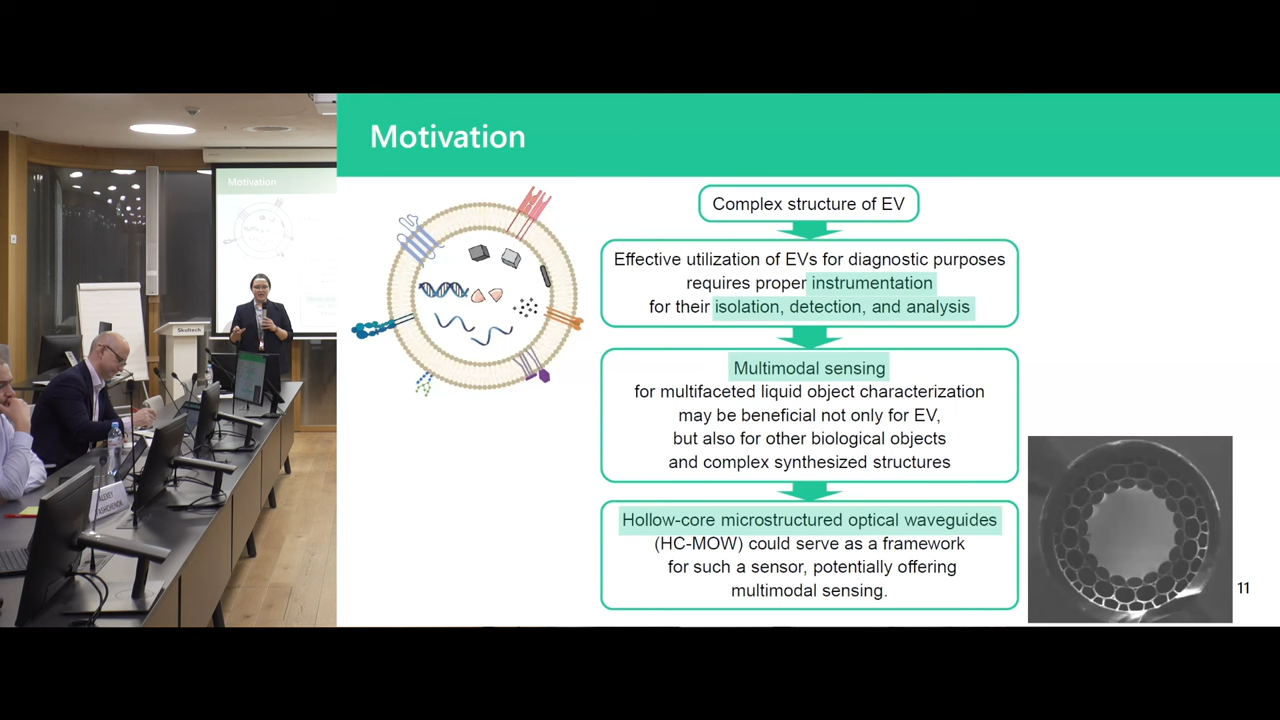 Motivation
Complex structure of EV
Effective utilization of EVs for diagnostic purposes
requires proper instrumentation
for their isolation, detection, and analysis
Multimodal sensing
for multifaceted liquid object characterization
may be beneficial not only for EV,
but also for other biological objects
and complex synthesized structures
Hollow-core microstructured optical waveguides
(HC-MOW) could serve as a framework
for such a sensor, potentially offering
multimodal sensing.
11
Motivation
Skoltech